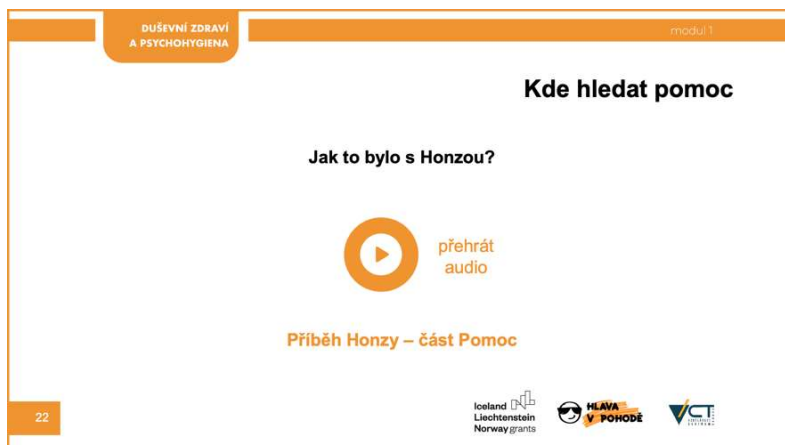 DUŠEVNÍ ZDRAVÍ
A PSYCHOHYGIENA
modul 1
Kde hledat pomoc
Jak to bylo s Honzou?
přehrát
audio
Příběh Honzy – část Pomoc
22
Iceland
Liechtenstein
Norway grants
HLAVA
V POHODĚ
VICT